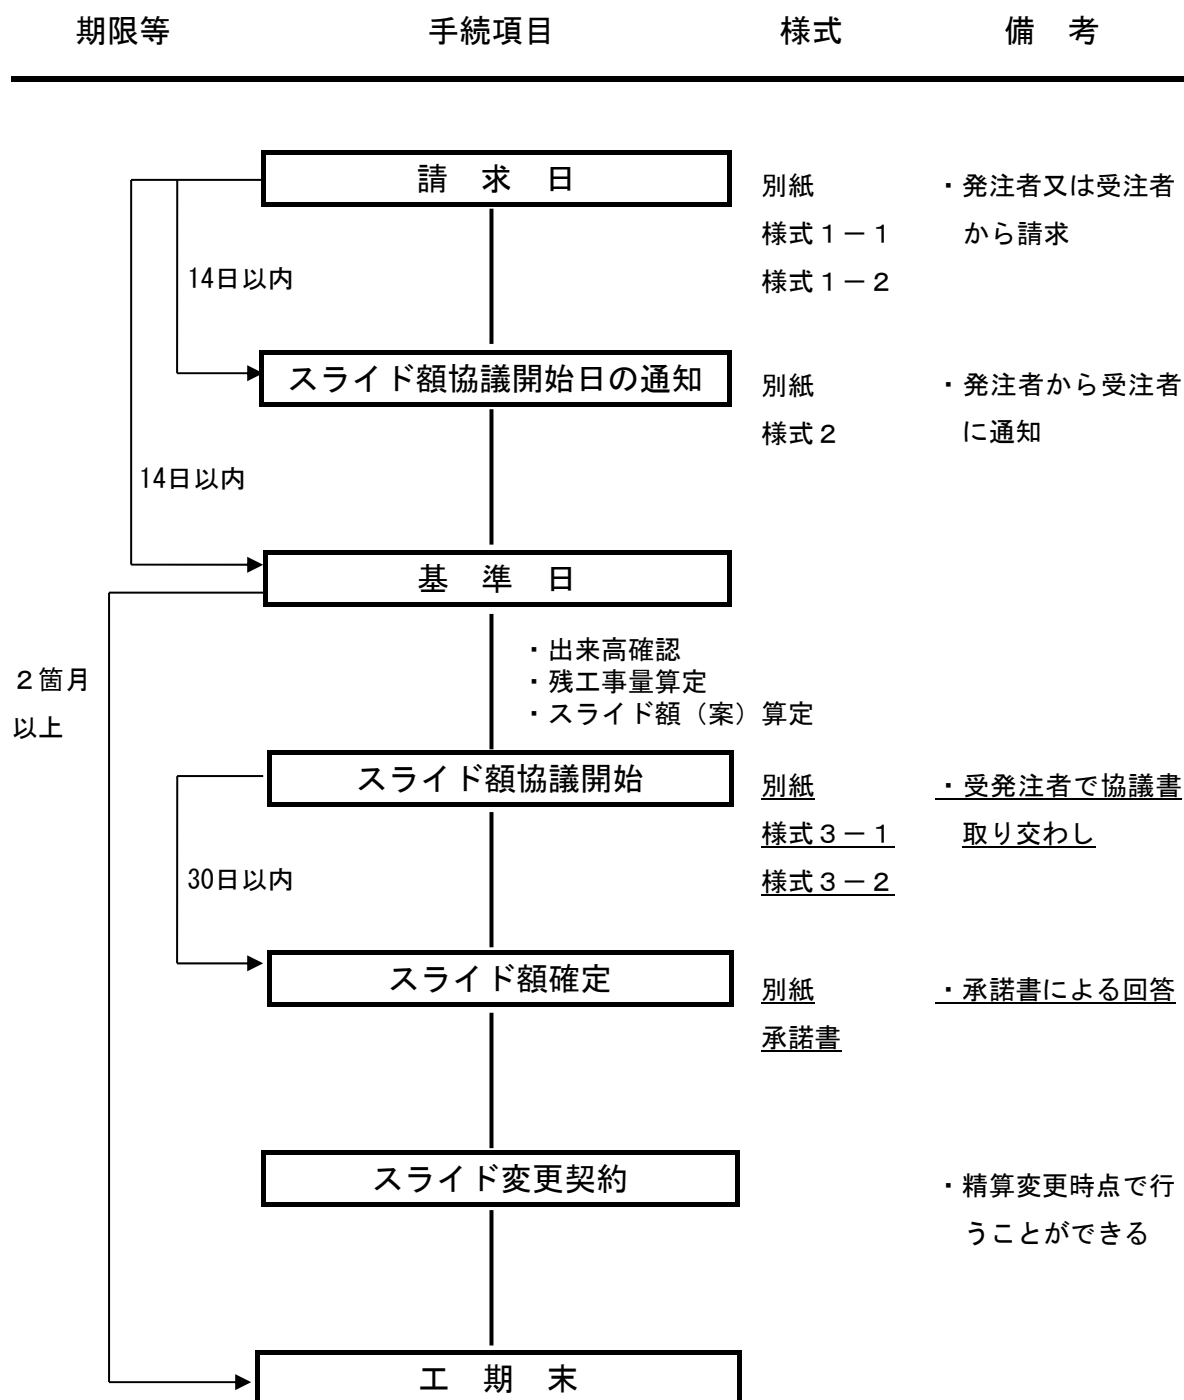 期限等　手続項目　様式　備　考
請　求　日
別紙
様式１－１
様式１－２
・発注者又は受注者
から請求
14日以内
スライド額協議開始日の通知
別紙
様式２
・発注者から受注者
に通知
14日以内
基　準　日
・出来高確認
・残工事量算定
・スライド額（案）算定
２箇月
以上
スライド額協議開始
別紙
様式３－１
様式３－２
・受発注者で協議書
取り交わし
30日以内
スライド額確定
別紙
承諾書
・承諾書による回答
スライド変更契約
・精算変更時点で行
うことができる
工　期　末